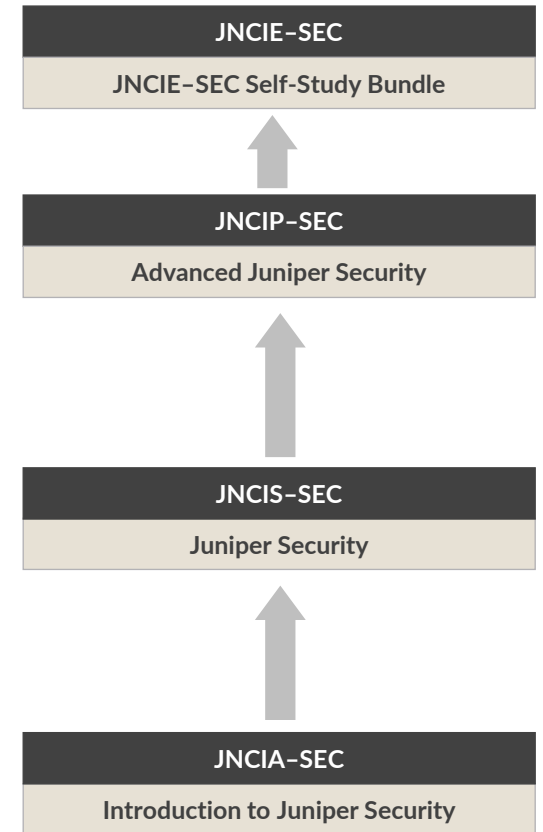 JNCIE–SEC
JNCIE–SEC Self-Study Bundle
JNCIP–SEC
Advanced Juniper Security
JNCIS–SEC
Juniper Security
JNCIA–SEC
Introduction to Juniper Security